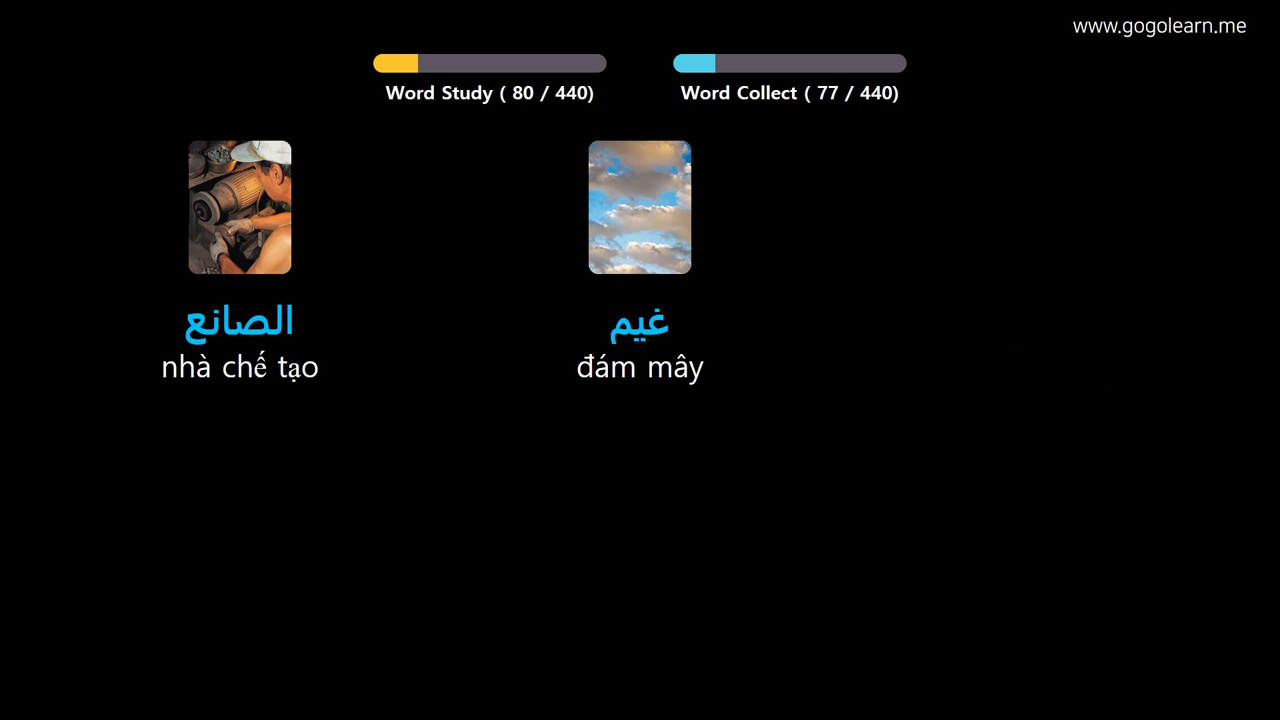 www.gogolearn.me
Word Study ( 80 / 440)
Word Collect ( 77 / 440)
الصانع
nhà chế tạo
غيم
đám mây